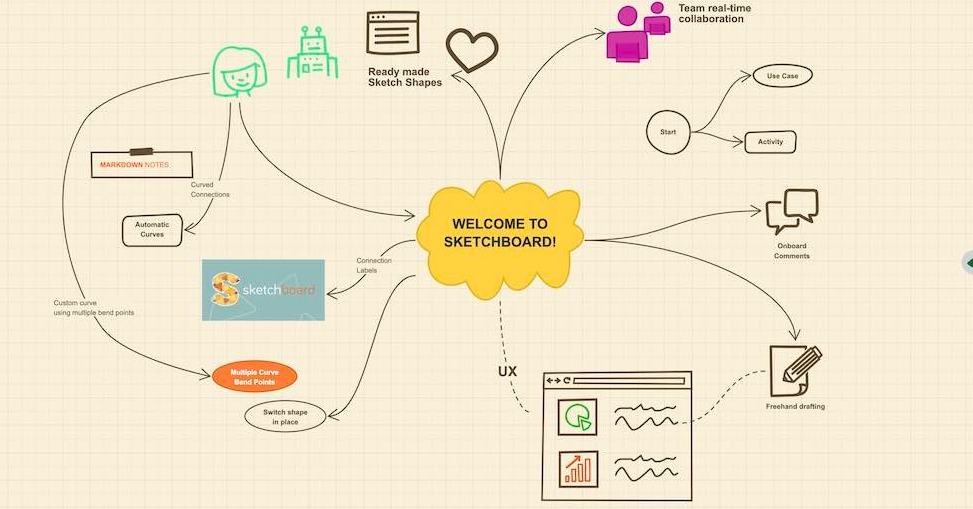 Team real-time
collaboration
Ready made
Sketch Shapes
Use Case
Start
Activity
MARKDOWN NOTES
Curved
Connections
Automatic
Curves
WELCOME TO
SKETCHBOARD!
Onboard
Comments
Connection
Labels
sketchboard
Custom curve
using multiple bend points
Multiple Curve
Bend Points
UX
Switch shape
in place
Freehand drafting